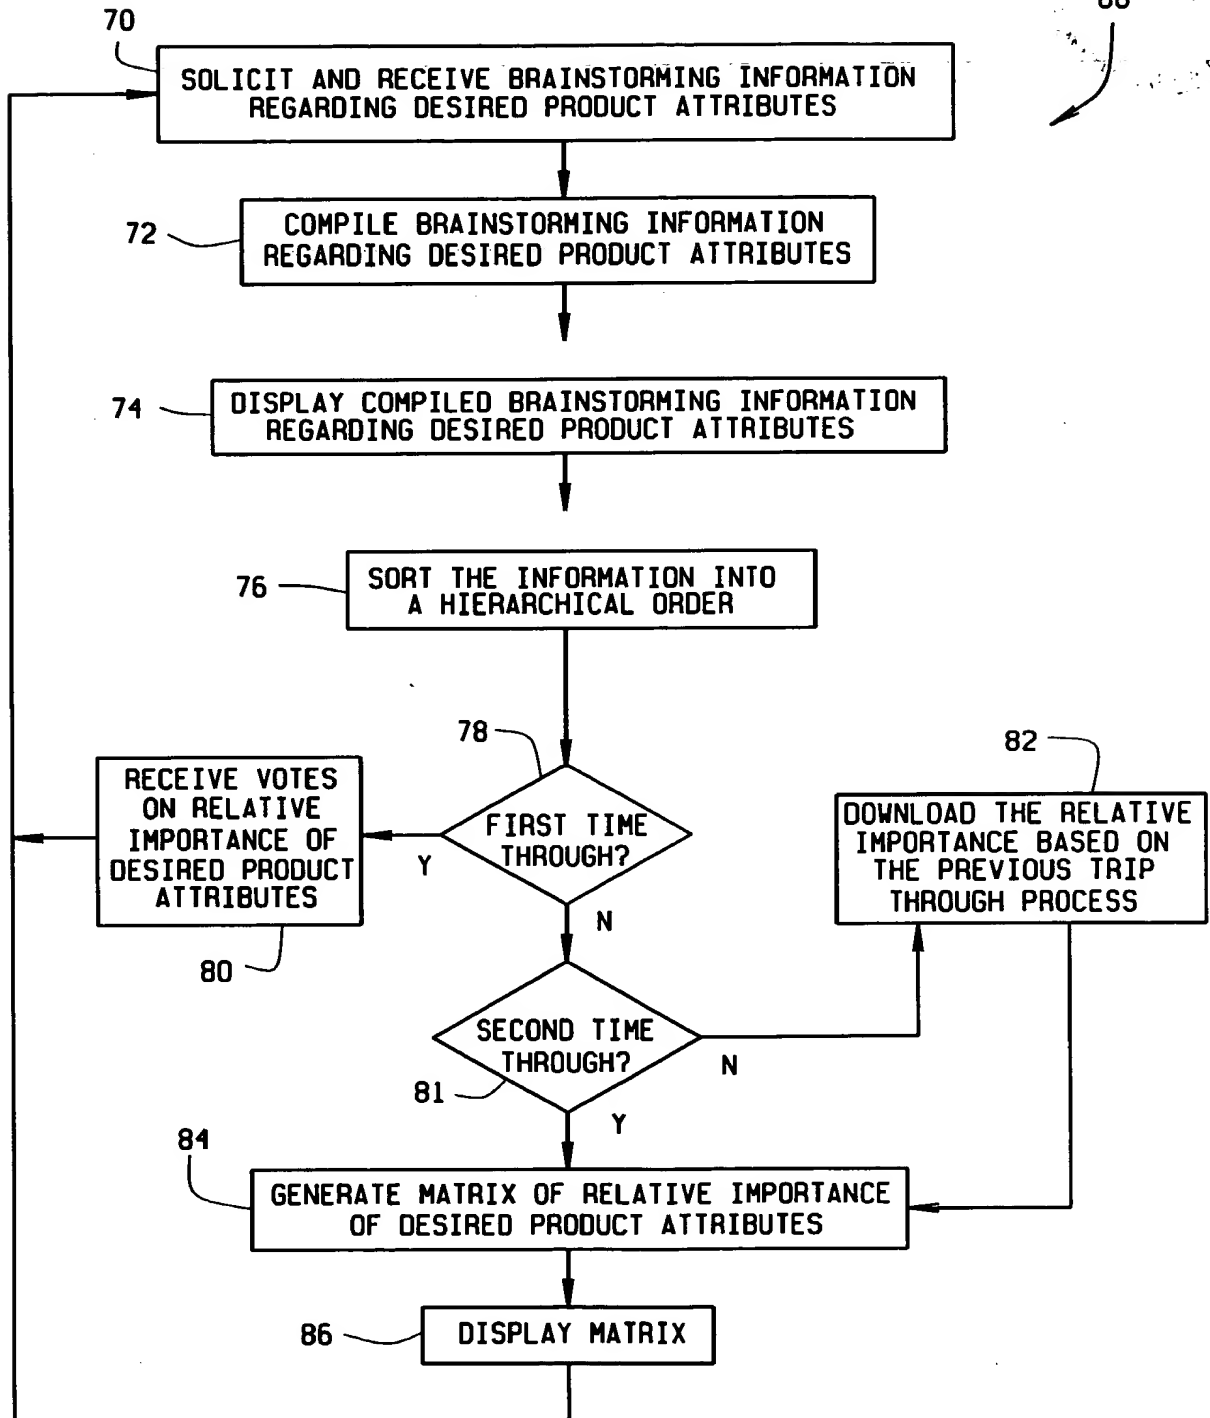 70
SOLICIT AND RECEIVE BRAINSTORMING INFORMATION
REGARDING DESIRED PRODUCT ATTRIBUTES
72
COMPILE BRAINSTORMING INFORMATION
REGARDING DESIRED PRODUCT ATTRIBUTES
74
DISPLAY COMPILED BRAINSTORMING INFORMATION
REGARDING DESIRED PRODUCT ATTRIBUTES
76
SORT THE INFORMATION INTO
A HIERARCHICAL ORDER
78
FIRST TIME
THROUGH?
Y
N
RECEIVE VOTES
ON RELATIVE
IMPORTANCE OF
DESIRED PRODUCT
ATTRIBUTES
80
82
DOWNLOAD THE RELATIVE
IMPORTANCE BASED ON
THE PREVIOUS TRIP
THROUGH PROCESS
SECOND TIME
THROUGH?
81
N
Y
84
GENERATE MATRIX OF RELATIVE IMPORTANCE
OF DESIRED PRODUCT ATTRIBUTES
86
DISPLAY MATRIX